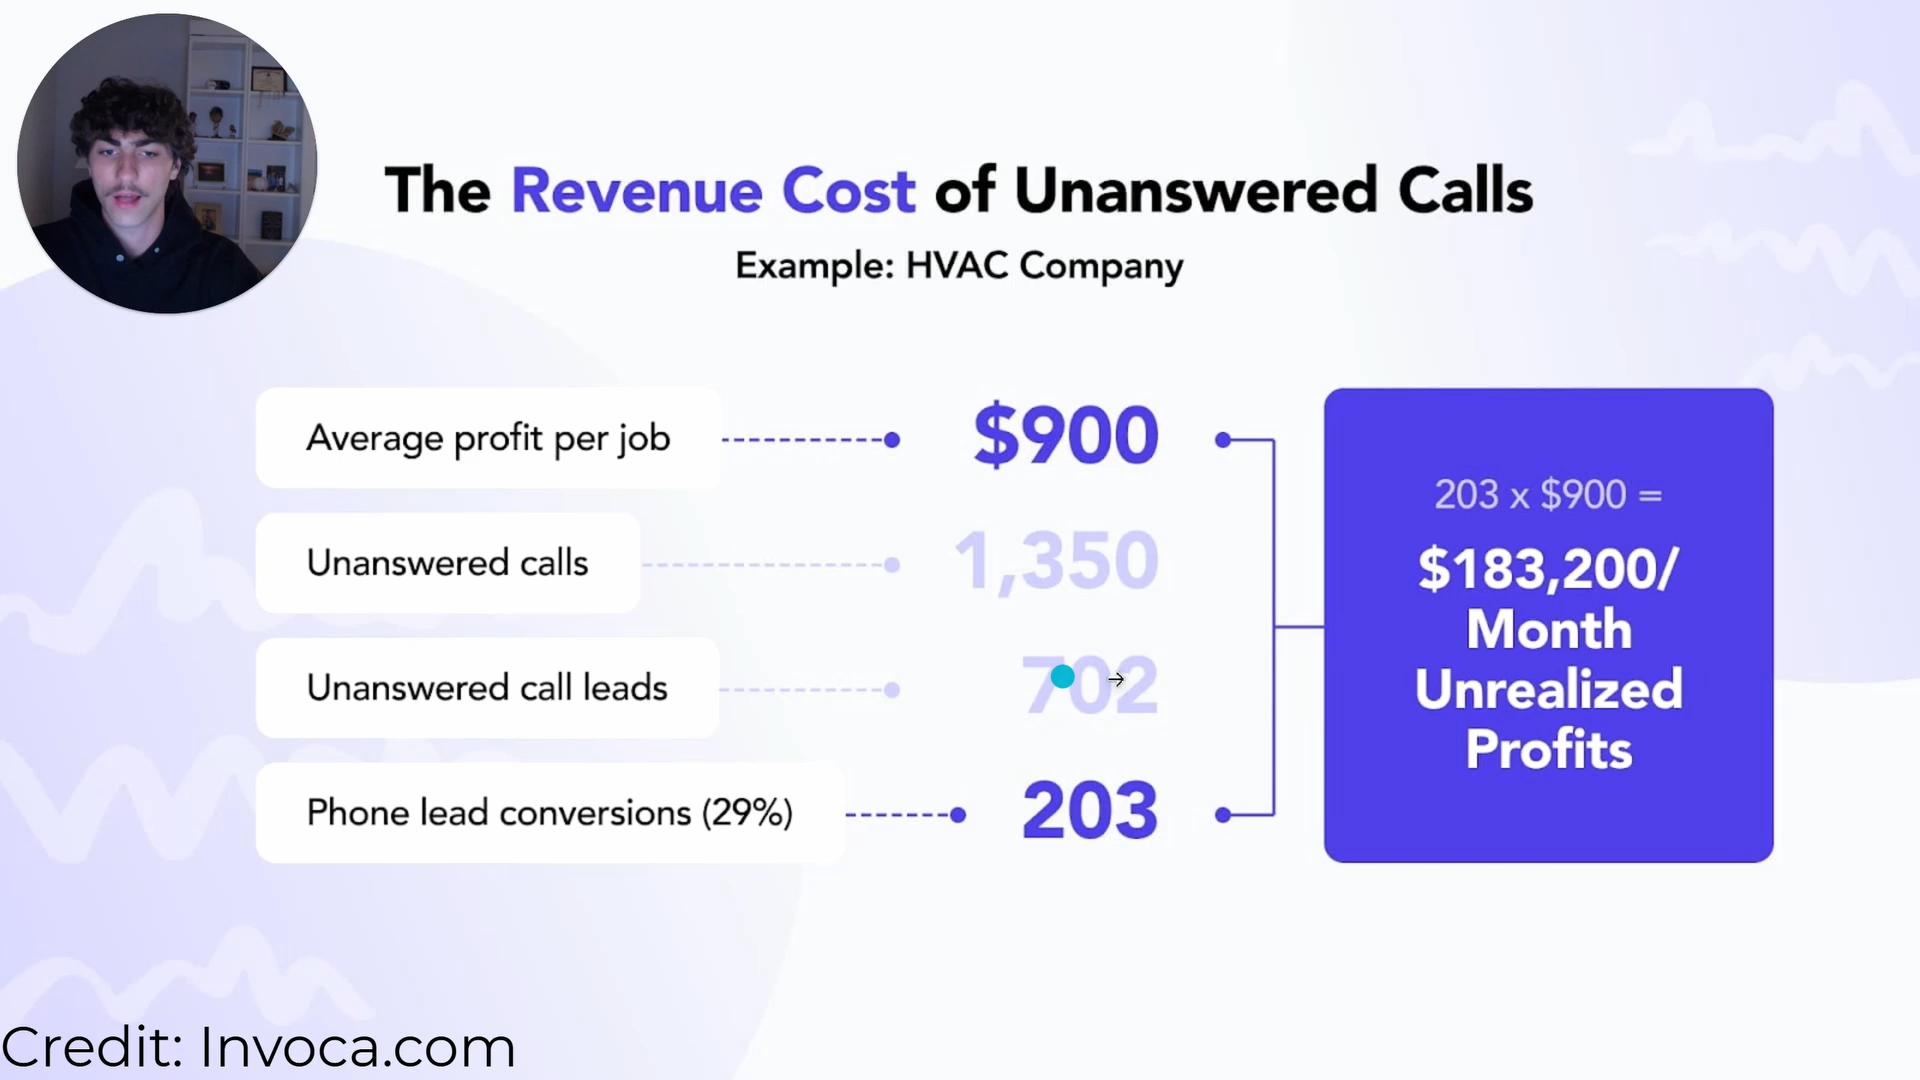 The Revenue Cost of Unanswered Calls
Example: HVAC Company
Average profit per job
$900
Unanswered calls
1,350
Unanswered call leads
702
Phone lead conversions (29%)
203
203 x $900 =
$183,200/
Month
Unrealized
Profits
Credit: Invoca.com